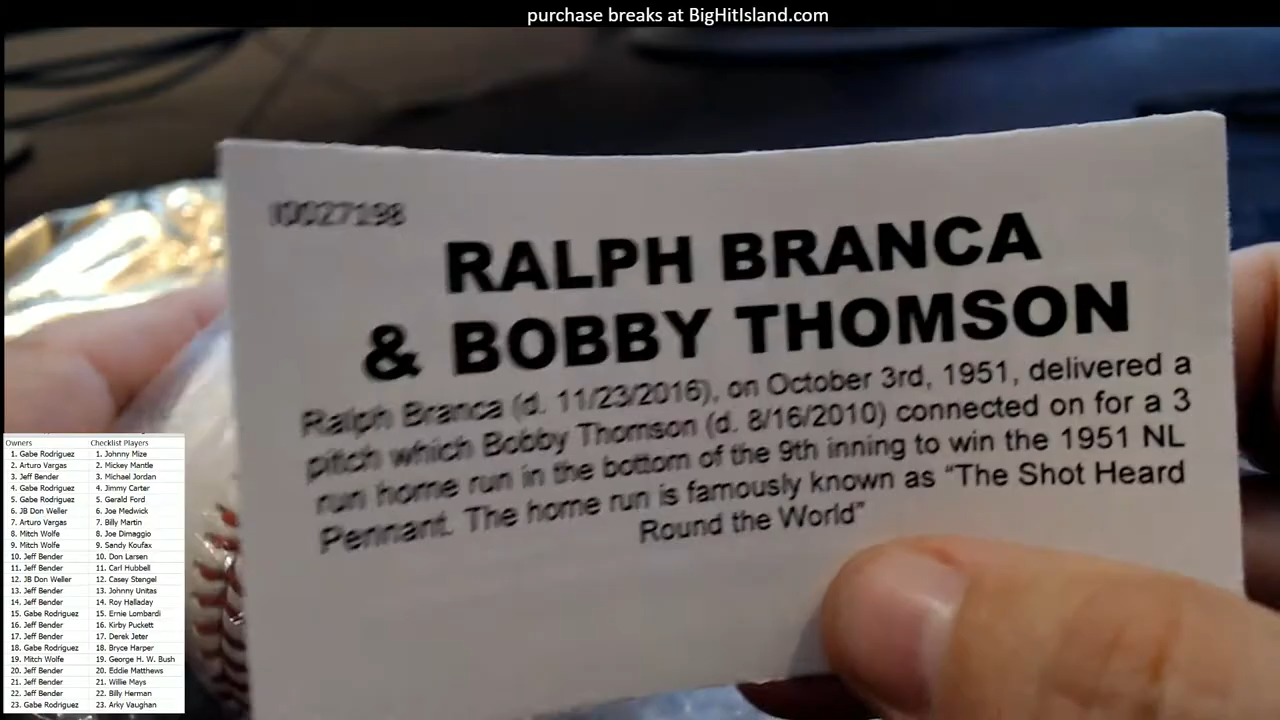 purchase breaks at BigHitIsland.com
I0027198
RALPH BRANCA
& BOBBY THOMSON
Ralph Branca (d. 11/23/2016), on October 3rd, 1951, delivered a
pitch which Bobby Thomson (d. 8/16/2010) connected on for a 3
run home run in the bottom of the 9th inning to win the 1951 NL
Pennant. The home run is famously known as “The Shot Heard
Round the World”
Owners Checklist Players
1. Gabe Rodriguez 1. Johnny Mize
2. Arturo Vargas 2. Mickey Mantle
3. Jeff Bender 3. Michael Jordan
4. Gabe Rodriguez 4. Jimmy Carter
5. Gabe Rodriguez 5. Gerald Ford
6. JB Don Weller 6. Joe Medwick
7. Arturo Vargas 7. Billy Martin
8. Mitch Wolfe 8. Joe Dimaggio
9. Mitch Wolfe 9. Sandy Koufax
10. Jeff Bender 10. Don Larsen
11. Jeff Bender 11. Carl Hubbell
12. JB Don Weller 12. Casey Stengel
13. Jeff Bender 13. Johnny Unitas
14. Jeff Bender 14. Roy Halladay
15. Gabe Rodriguez 15. Ernie Lombardi
16. Jeff Bender 16. Kirby Puckett
17. Jeff Bender 17. Derek Jeter
18. Gabe Rodriguez 18. Bryce Harper
19. Mitch Wolfe 19. George H. W. Bush
20. Jeff Bender 20. Eddie Matthews
21. Jeff Bender 21. Willie Mays
22. Jeff Bender 22. Billy Herman
23. Gabe Rodriguez 23. Arky Vaughan